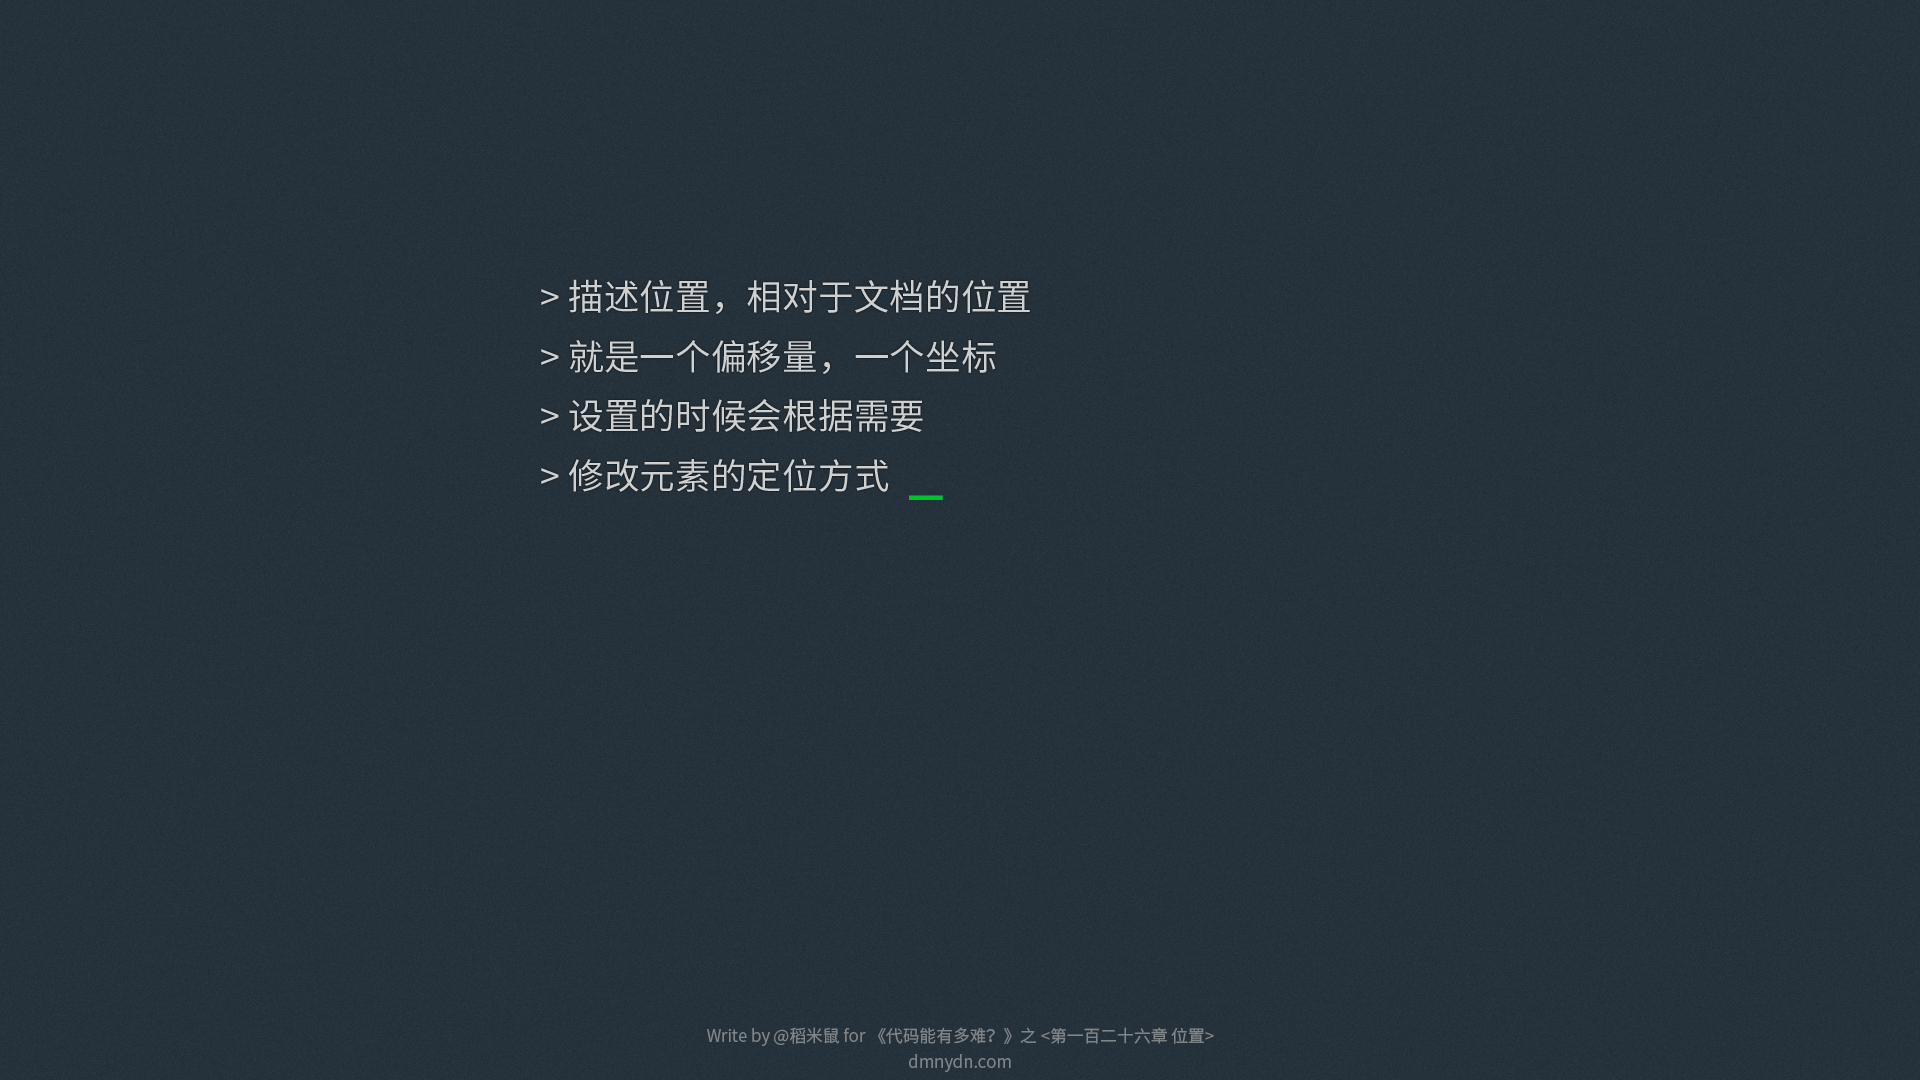 > 描述位置，相对于文档的位置
> 就是一个偏移量，一个坐标
> 设置的时候会根据需要
> 修改元素的定位方式
Write by @稻米鼠 for 《代码能有多难？》之 <第一百二十六章 位置>
dmnydn.com